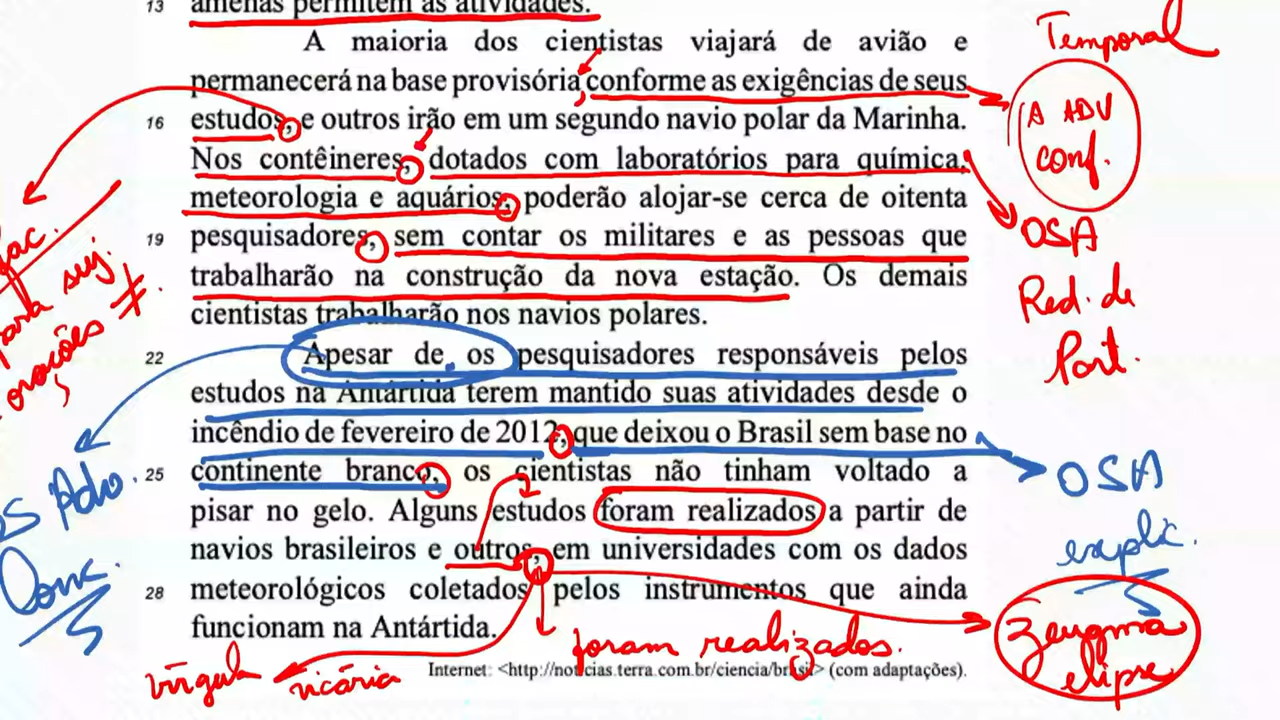 13 amenas permitem as atividades.
A maioria dos cientistas viajará de avião e
permanecerá na base provisória, conforme as exigências de seus
16 estudos, e outros irão em um segundo navio polar da Marinha.
Nos contêineres, dotados com laboratórios para química,
meteorologia e aquários, poderão alojar-se cerca de oitenta
19 pesquisadores, sem contar os militares e as pessoas que
trabalharão na construção da nova estação. Os demais
cientistas trabalharão nos navios polares.
22 Apesar de os pesquisadores responsáveis pelos
estudos na Antártida terem mantido suas atividades desde o
incêndio de fevereiro de 2012, que deixou o Brasil sem base no
25 continente branco, os cientistas não tinham voltado a
pisar no gelo. Alguns estudos foram realizados a partir de
navios brasileiros e outros, em universidades com os dados
28 meteorológicos coletados pelos instrumentos que ainda
funcionam na Antártida.
Internet: <http://noticias.terra.com.br/ciencia/brasil> (com adaptações).
Temporal
A ADV
conf.
OSA
Red. de
Part.
OSA
explic.
zeugma
elipse
foram realizados.
vírgula vicária
fac.
para suj.
orações ≠.
Adv.
Conc.